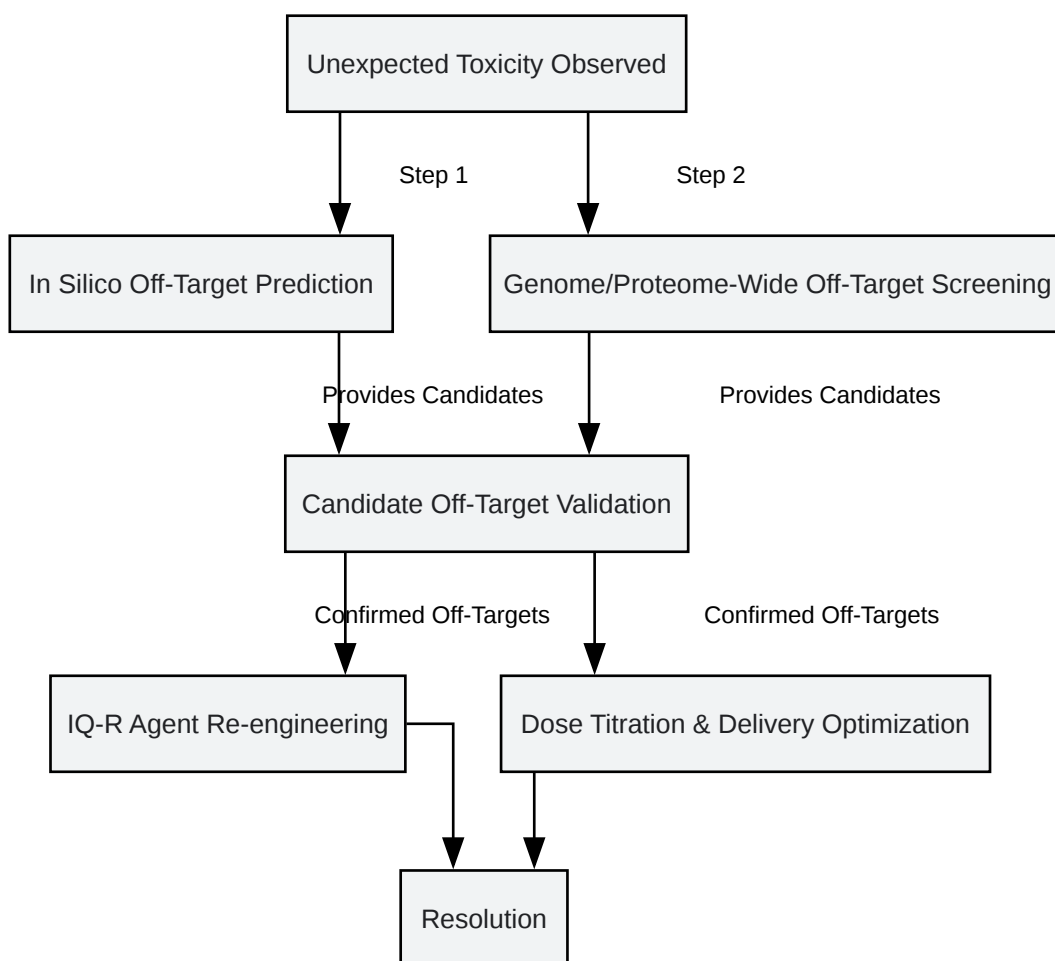 Unexpected Toxicity Observed
Step 1
Step 2
In Silico Off-Target Prediction
Genome/Proteome-Wide Off-Target Screening
Provides Candidates
Provides Candidates
Candidate Off-Target Validation
Confirmed Off-Targets
Confirmed Off-Targets
IQ-R Agent Re-engineering
Dose Titration & Delivery Optimization
Resolution